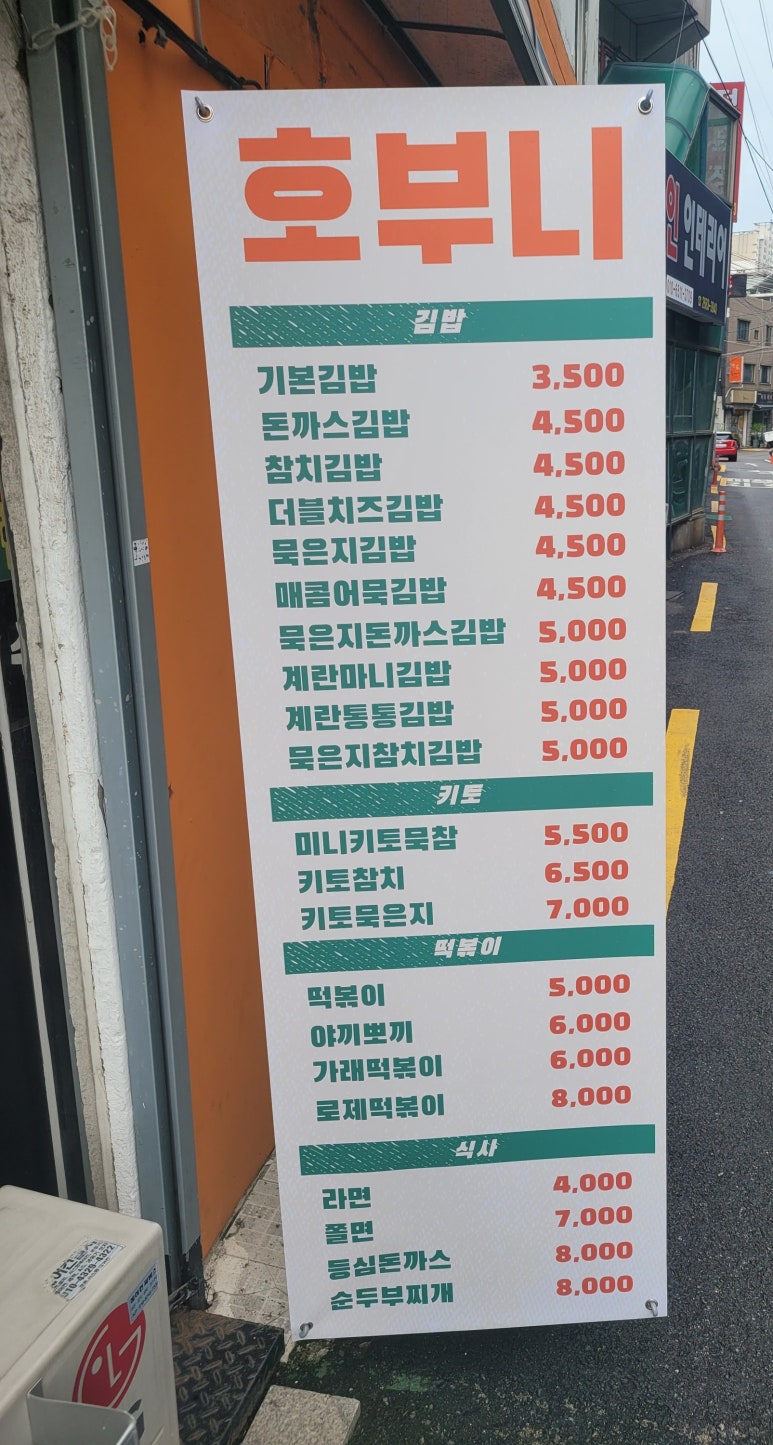 호부니
김밥
기본김밥 3,500
돈까스김밥 4,500
참치김밥 4,500
더블치즈김밥 4,500
묵은지김밥 4,500
매콤어묵김밥 4,500
묵은지돈까스김밥 5,000
계란마니김밥 5,000
계란통통김밥 5,000
묵은지참치김밥 5,000
키토
미니키토묵참 5,500
키토참치 6,500
키토묵은지 7,000
떡볶이
떡볶이 5,000
야끼뽀끼 6,000
가래떡볶이 6,000
로제떡볶이 8,000
식사
라면 4,000
쫄면 7,000
등심돈까스 8,000
순두부찌개 8,000
인 인테리어
LG